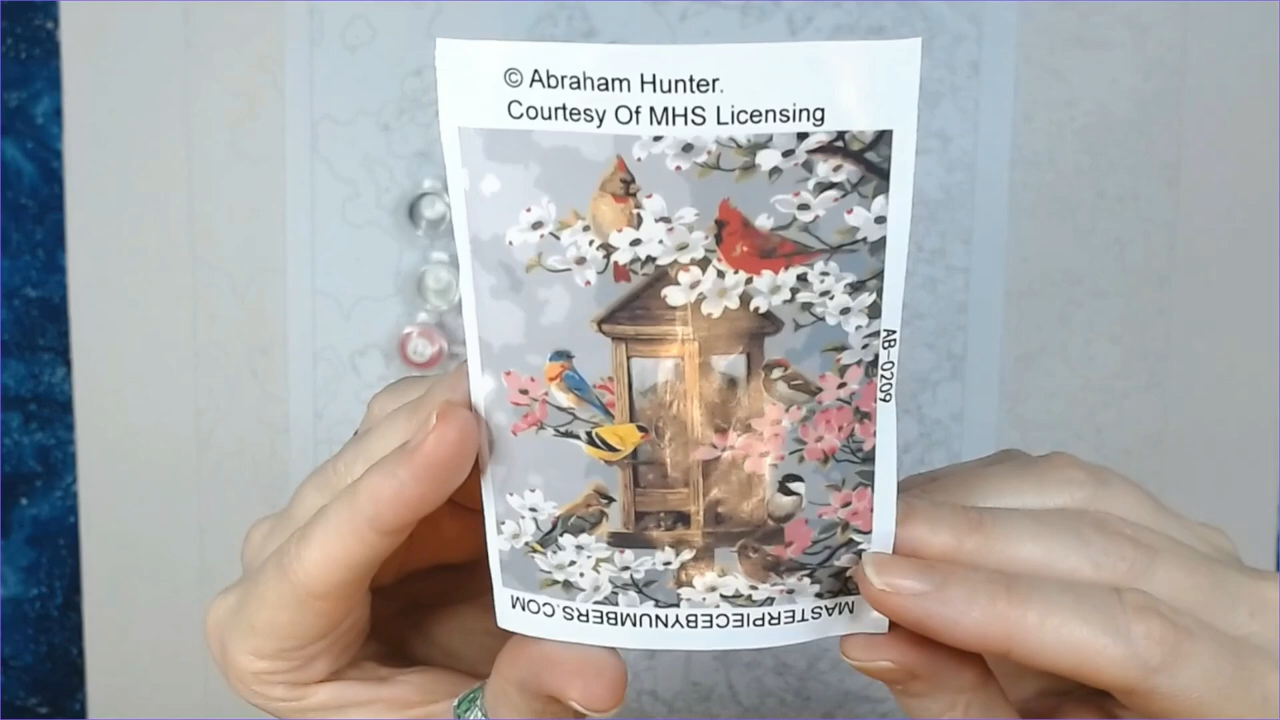 © Abraham Hunter.
Courtesy Of MHS Licensing
AB-0209
MASTERPIECEBYNUMBERS.COM